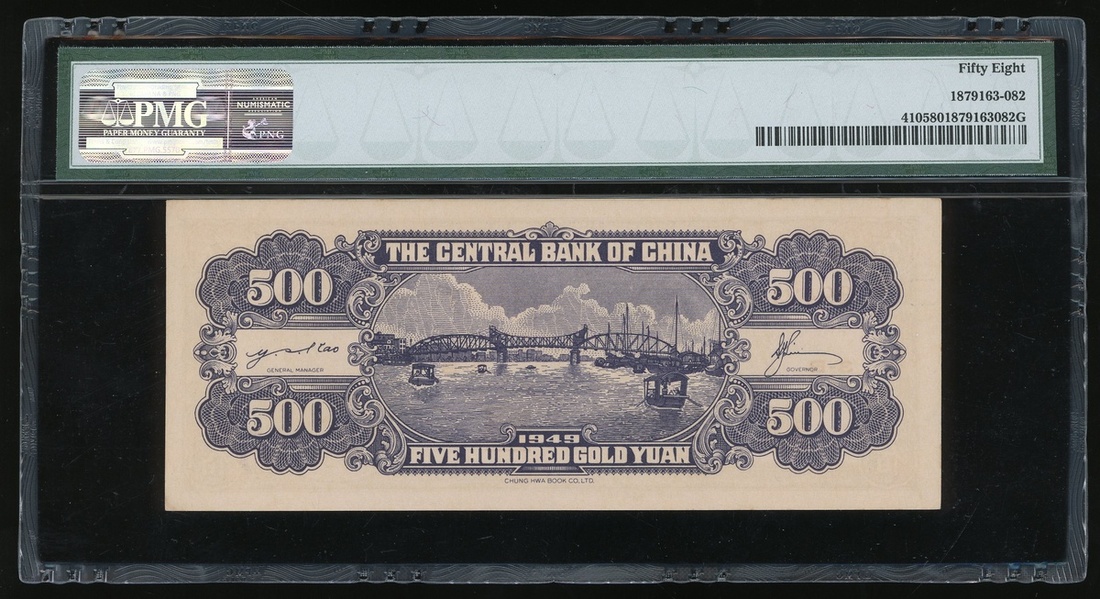 PMG
PAPER MONEY GUARANTY
NUMISMATIC
PNG
Fifty Eight
1879163-082
4105801879163082G
THE CENTRAL BANK OF CHINA
500
500
GENERAL MANAGER
GOVERNOR
500
500
1949
FIVE HUNDRED GOLD YUAN
CHUNG HWA BOOK CO., LTD.